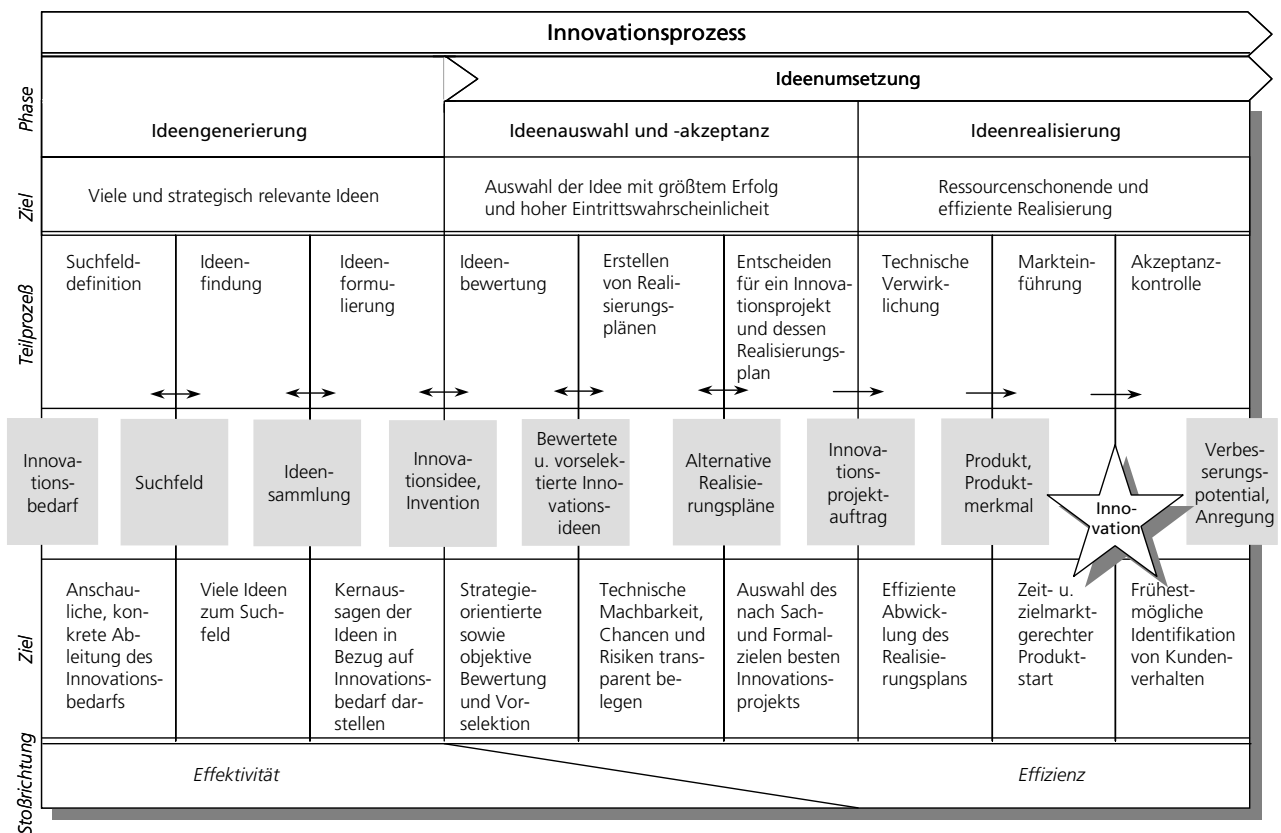 Innovationsprozess
Ideenumsetzung
Phase
Ideengenerierung
Ideenauswahl und -akzeptanz
Ideenrealisierung
Ziel
Viele und strategisch relevante Ideen
Auswahl der Idee mit größtem Erfolg
und hoher Eintrittswahrscheinlicheit
Ressourcenschonende und
effiziente Realisierung
Teilprozeß
Suchfeld-
definition
Ideen-
findung
Ideen-
formu-
lierung
Ideen-
bewertung
Erstellen
von Reali-
sierungs-
plänen
Entscheiden
für ein Innova-
tionsprojekt
und dessen
Realisierungs-
plan
Technische
Verwirk-
lichung
Marktein-
führung
Akzeptanz-
kontrolle
Innova-
tions-
bedarf
Suchfeld
Ideen-
sammlung
Innova-
tionsidee,
Invention
Bewertete
u. vorselek-
tierte Inno-
vations-
ideen
Alternative
Realisie-
rungspläne
Innova-
tions-
projekt-
auftrag
Produkt,
Produkt-
merkmal
Inno-
vation
Verbes-
serungs-
potential,
Anregung
Ziel
Anschau-
liche, kon-
krete Ab-
leitung des
Innovations-
bedarfs
Viele Ideen
zum Such-
feld
Kernaus-
sagen der
Ideen in
Bezug auf
Innovations-
bedarf dar-
stellen
Strategie-
orientierte
sowie
objektive
Bewertung
und Vor-
selektion
Technische
Machbarkeit,
Chancen und
Risiken trans-
parent be-
legen
Auswahl des
nach Sach-
und Formal-
zielen besten
Innovations-
projekts
Effiziente
Abwick-
lung des
Realisie-
rungsplans
Zeit- u.
zielmarkt-
gerechter
Produkt-
start
Frühest-
mögliche
Identifikation
von Kunden-
verhalten
Stoßrichtung
Effektivität
Effizienz